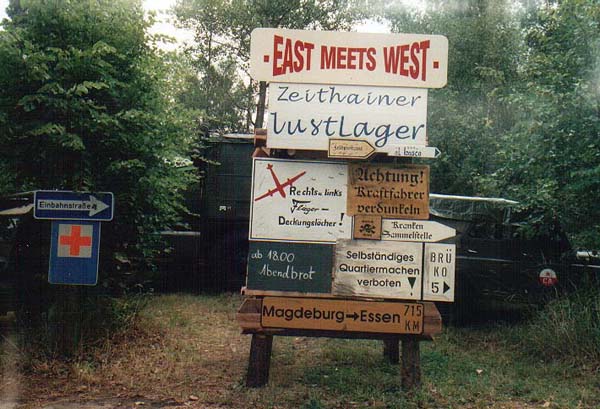 · EAST MEETS WEST ·
Zeithainer
LustLager
Rechts u. links
Flieger-
Deckungslöcher !
Achtung!
Kraftfahrer
verdunkeln
Kranken
Sammelstelle
Einbahnstraße
ab 18.00
Abendbrot
Selbständiges
Quartiermachen
verboten
BRÜ
KO
5
Magdeburg→Essen 715 KM